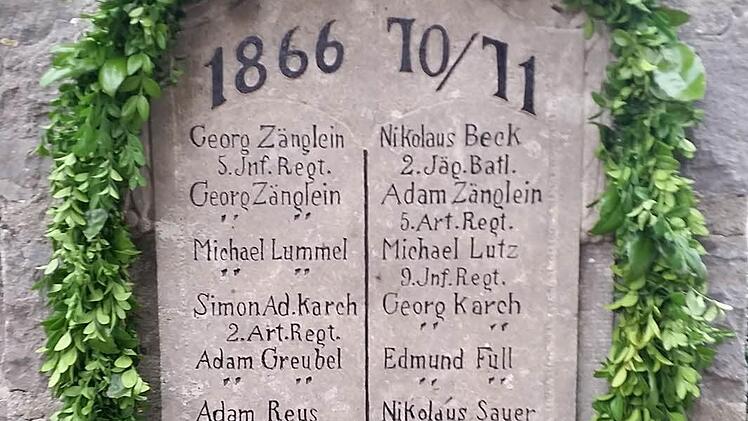 1866 70/71
Georg Zänglein
5. Jnf. Regt.
Georg Zänglein
" "
Michael Lummel
" "
Simon Ad. Karch
2. Art. Regt.
Adam Greubel
" "
Adam Reus
Nikolaus Beck
2. Jäg. Batl.
Adam Zänglein
5. Art. Regt.
Michael Lutz
9. Jnf. Regt.
Georg Karch
" "
Edmund Full
" "
Nikolaus Sauer